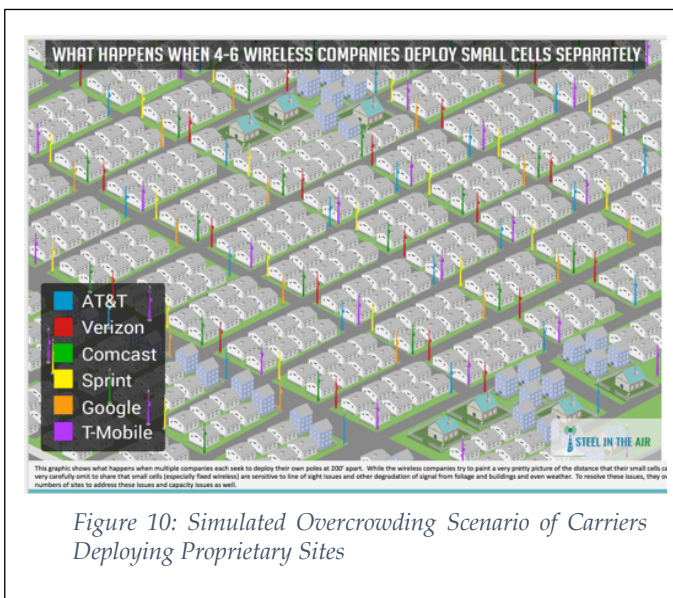 WHAT HAPPENS WHEN 4-6 WIRELESS COMPANIES DEPLOY SMALL CELLS SEPARATELY
AT&T
Verizon
Comcast
Sprint
Google
T-Mobile
STEEL IN THE AIR
This graphic shows what happens when multiple companies each seek to deploy their own poles at 200' apart. While the wireless companies try to paint a very pretty picture of the distance that their small cells ca
very carefully omit to share that small cells (especially fixed wireless) are sensitive to line of sight issues and other degradation of signal from foliage and buildings and even weather. To resolve these issues, they ov
numbers of sites to address these issues and capacity issues as well.
Figure 10: Simulated Overcrowding Scenario of Carriers
Deploying Proprietary Sites